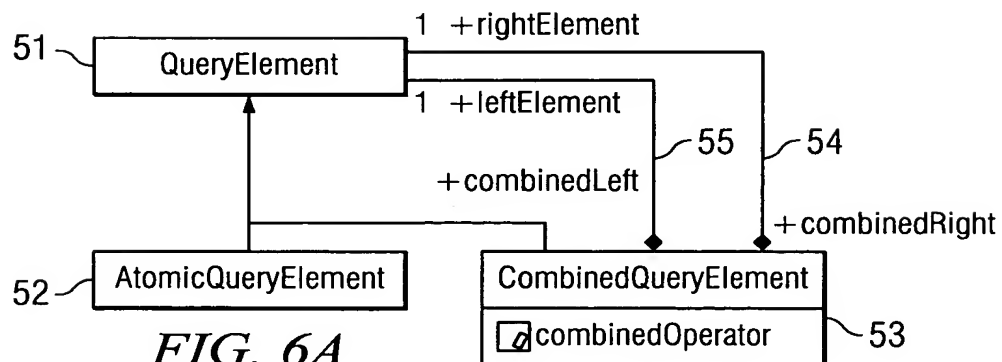 51
QueryElement
1 +rightElement
1 +leftElement
55
54
+combinedLeft
+combinedRight
52
AtomicQueryElement
CombinedQueryElement
combinedOperator
53
FIG. 6A